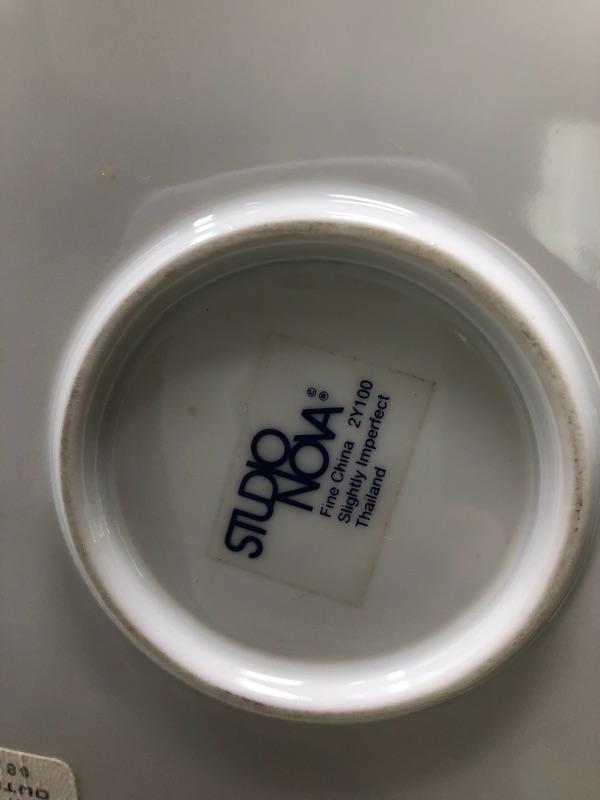 STUDIO
NOVA ©®
Fine China 2Y100
Slightly Imperfect
Thailand